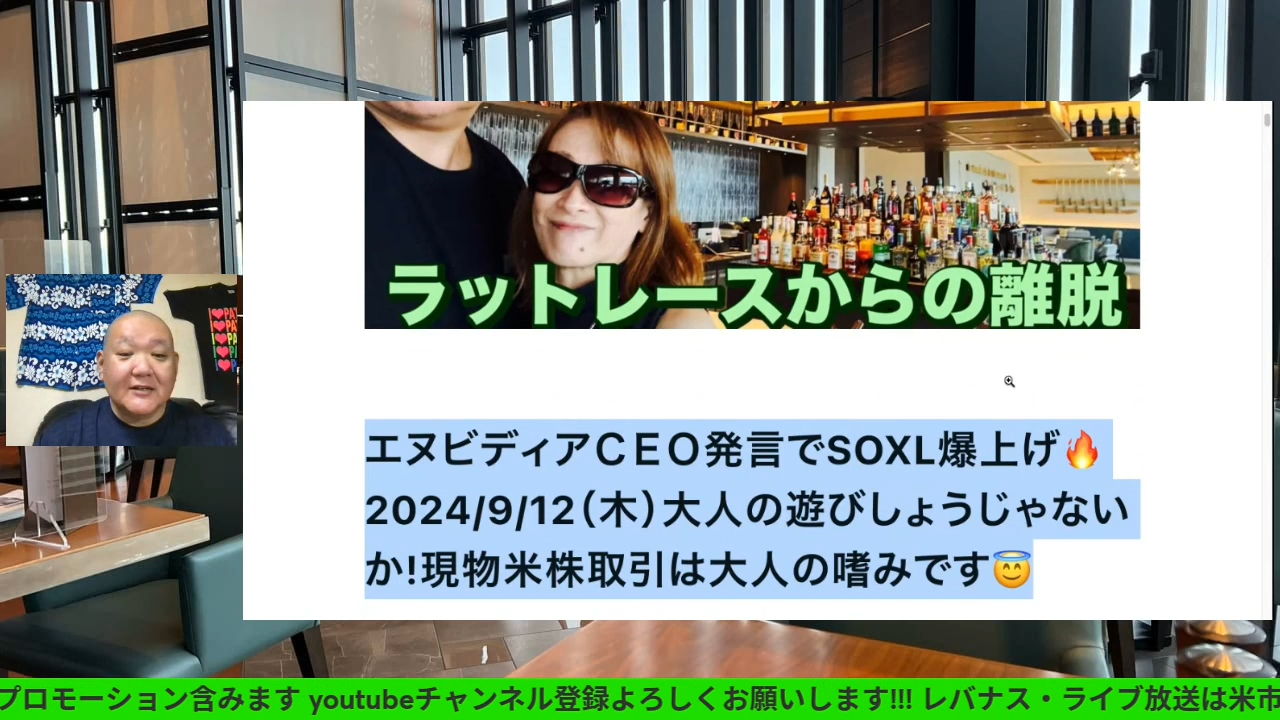 ラットレースからの離脱
I❤PA
I❤PA
I❤P
I❤P
エヌビディアＣＥＯ発言でSOXL爆上げ🔥
2024/9/12（木）大人の遊びしょうじゃない
か!現物米株取引は大人の嗜みです😇
プロモーション含みます youtubeチャンネル登録よろしくお願いします!!! レバナス・ライブ放送は米市